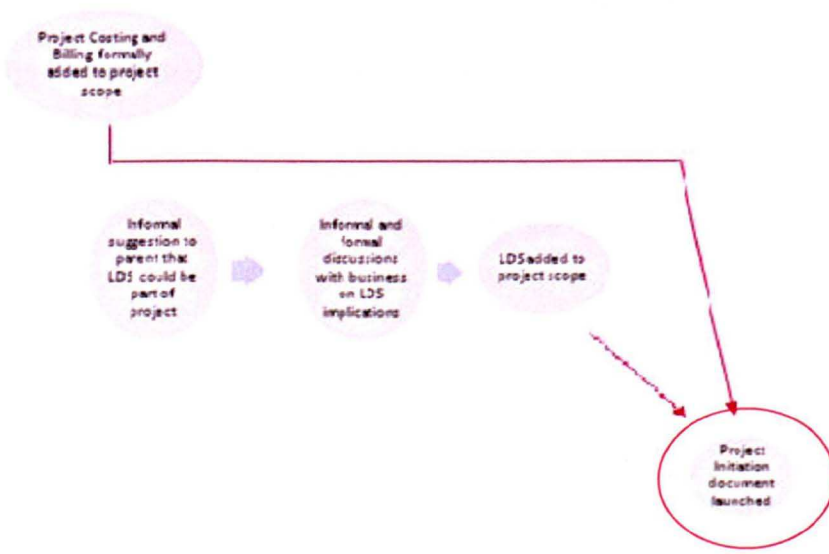 Project Costing and
Billing formally
added to project
scope
Informal
suggestion to
parent that
LDS could be
part of
project
Informal and
formal
discussions
with business
on LDS
implications
LDS added to
project scope
Project
Initiation
document
launched